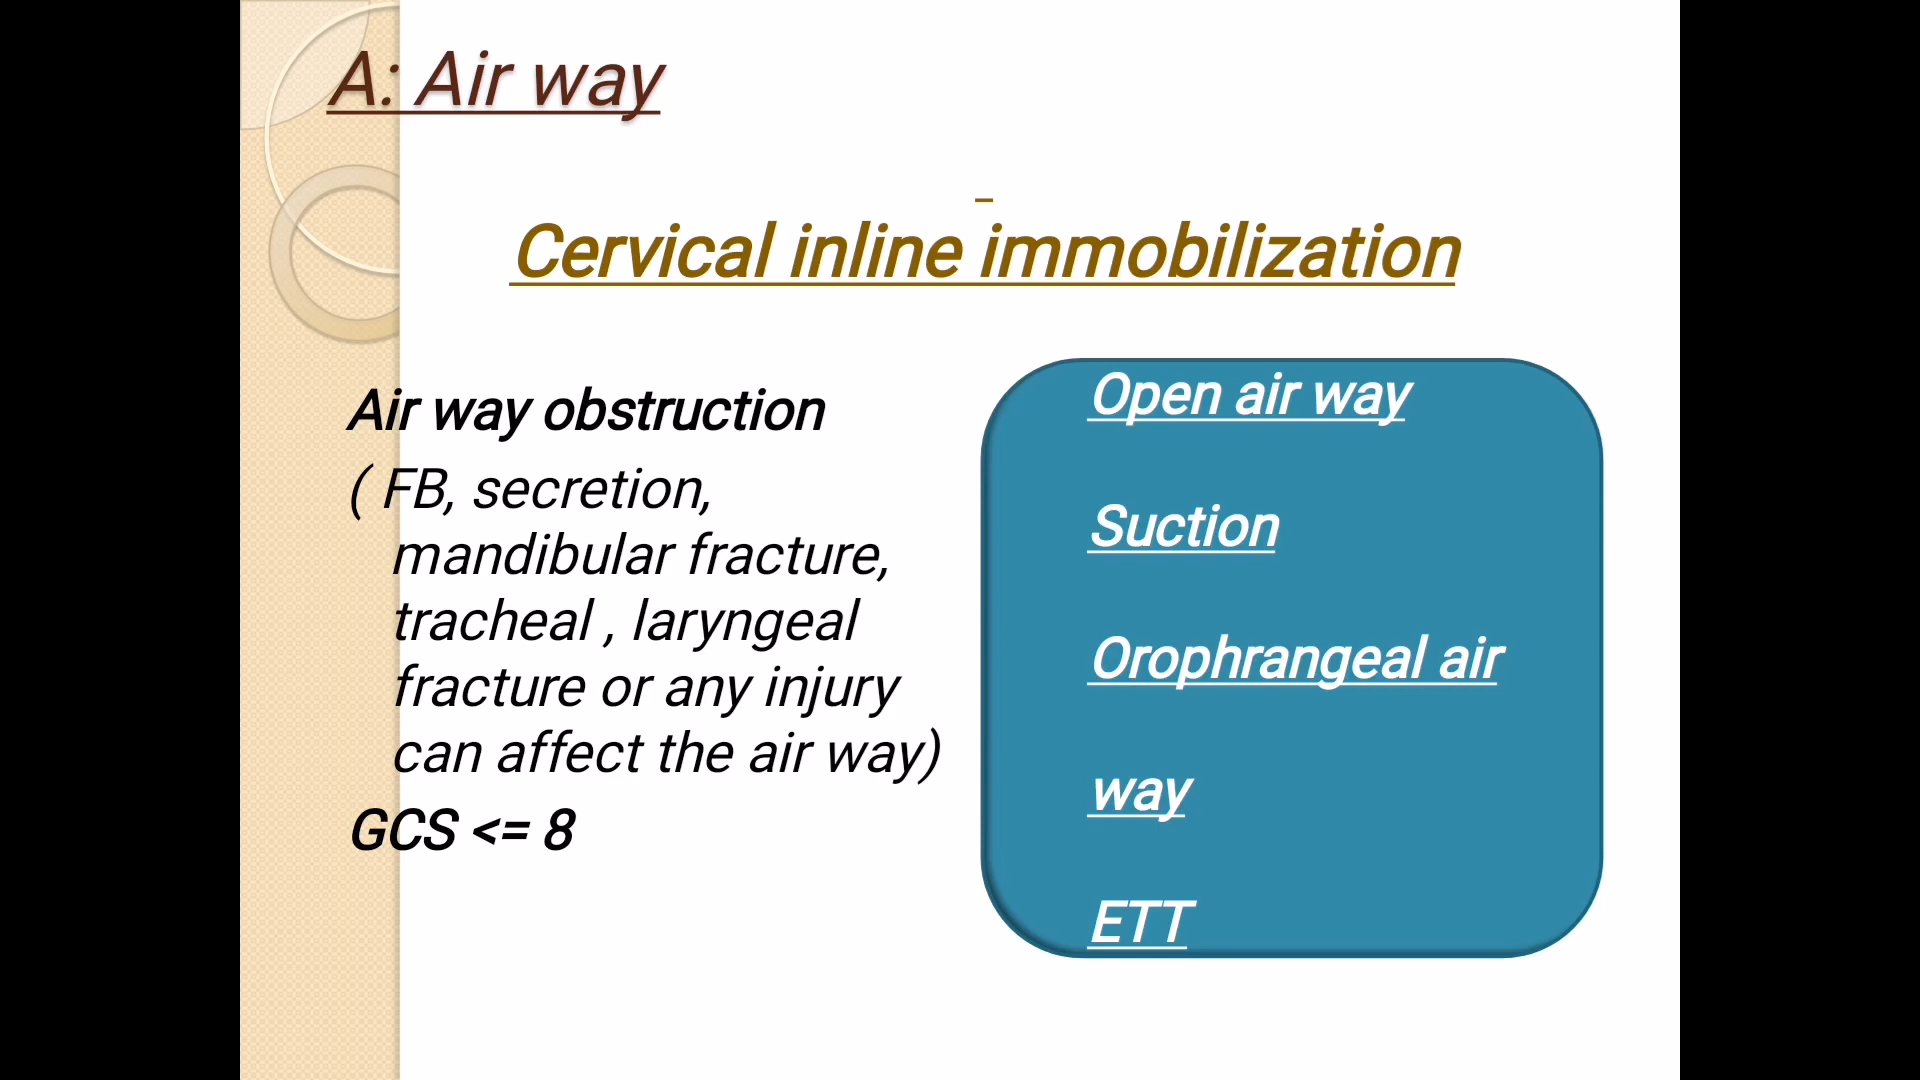 A: Air way
Cervical inline immobilization
Air way obstruction
( FB, secretion,
mandibular fracture,
tracheal , laryngeal
fracture or any injury
can affect the air way)
GCS <= 8
Open air way
Suction
Orophrangeal air
way
ETT